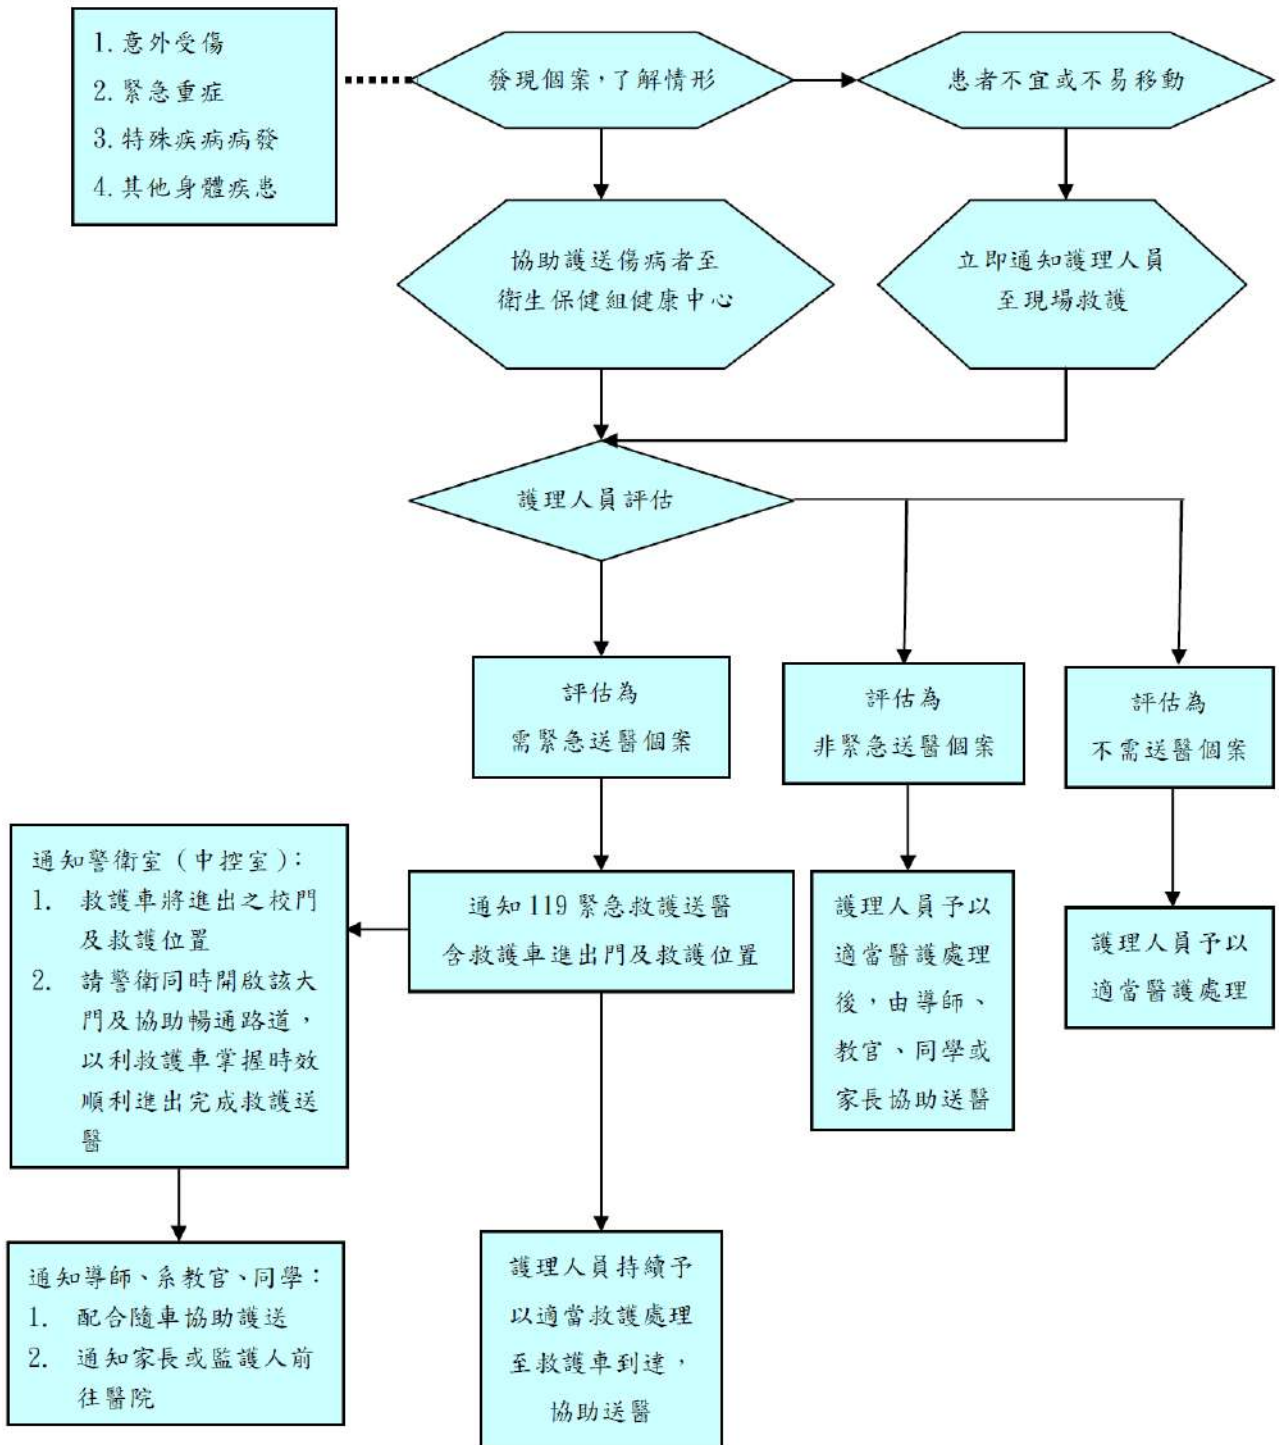 1. 意外受傷
2. 緊急重症
3. 特殊疾病病發
4. 其他身體疾患
發現個案，了解情形
患者不宜或不易移動
協助護送傷病者至
衛生保健組健康中心
立即通知護理人員
至現場救護
護理人員評估
評估為
需緊急送醫個案
評估為
非緊急送醫個案
評估為
不需送醫個案
通知警衛室（中控室）：
1. 救護車將進出之校門
及救護位置
2. 請警衛同時開啟該大
門及協助暢通路道，
以利救護車掌握時效
順利進出完成救護送
醫
通知 119 緊急救護送醫
含救護車進出門及救護位置
護理人員予以
適當醫護處理
後，由導師、
教官、同學或
家長協助送醫
護理人員予以
適當醫護處理
通知導師、系教官、同學：
1. 配合隨車協助護送
2. 通知家長或監護人前
往醫院
護理人員持續予
以適當救護處理
至救護車到達，
協助送醫